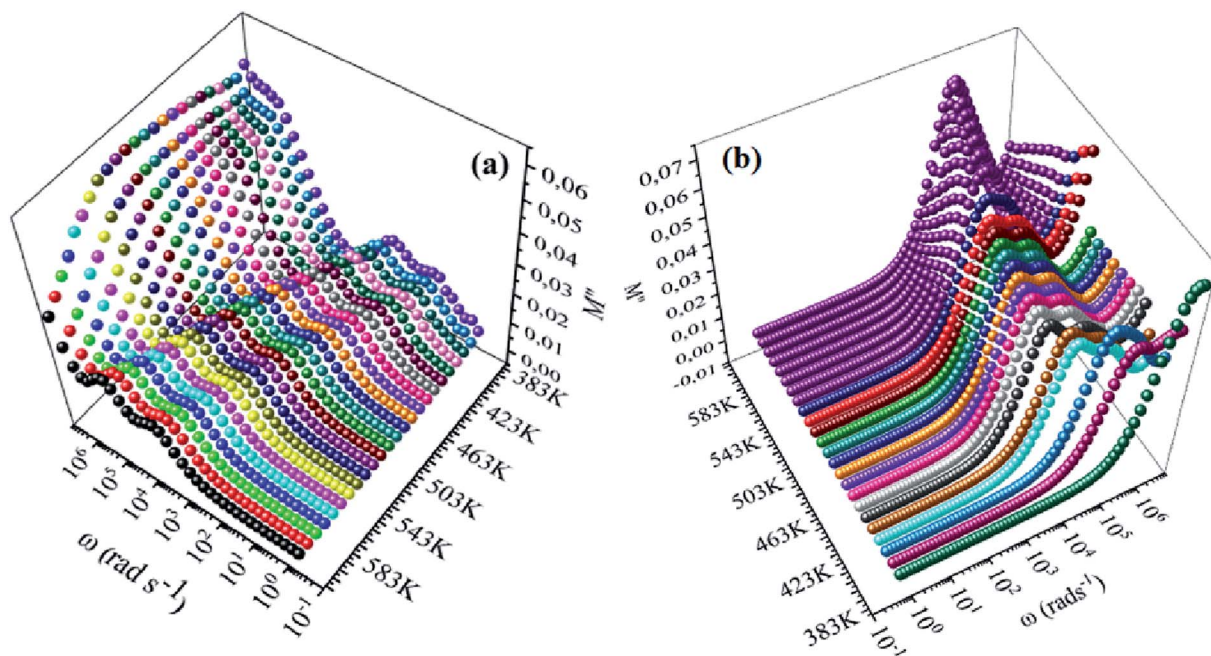 (a)
0,06
0,05
0,04
0,03
0,02
0,01
0,00
M"
383K
423K
463K
503K
543K
583K
10⁶
10⁵
10⁴
10³
10²
10¹
10⁰
10⁻¹
ω (rad s⁻¹)
(b)
0,07
0,06
0,05
0,04
0,03
0,02
0,01
0,00
-0,01
M"
583K
543K
503K
463K
423K
383K
10⁻¹
10⁰
10¹
10²
10³
10⁴
10⁵
10⁶
ω (rads⁻¹)